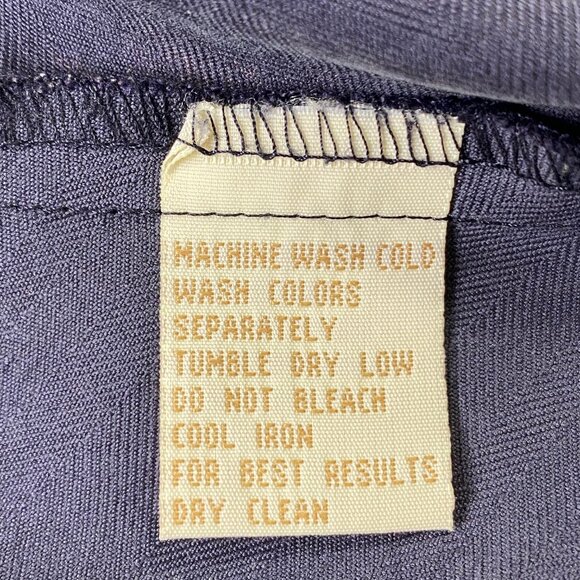 MACHINE WASH COLD
WASH COLORS
SEPARATELY
TUMBLE DRY LOW
DO NOT BLEACH
COOL IRON
FOR BEST RESULTS
DRY CLEAN